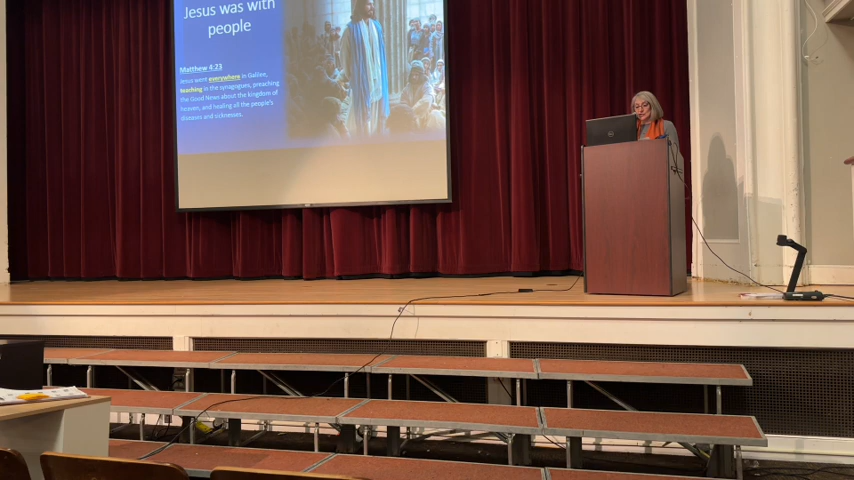 Jesus was with
people
Matthew 4:23
Jesus went everywhere in Galilee,
teaching in the synagogues, preaching
the Good News about the kingdom of
heaven, and healing all the people's
diseases and sicknesses.
DELL